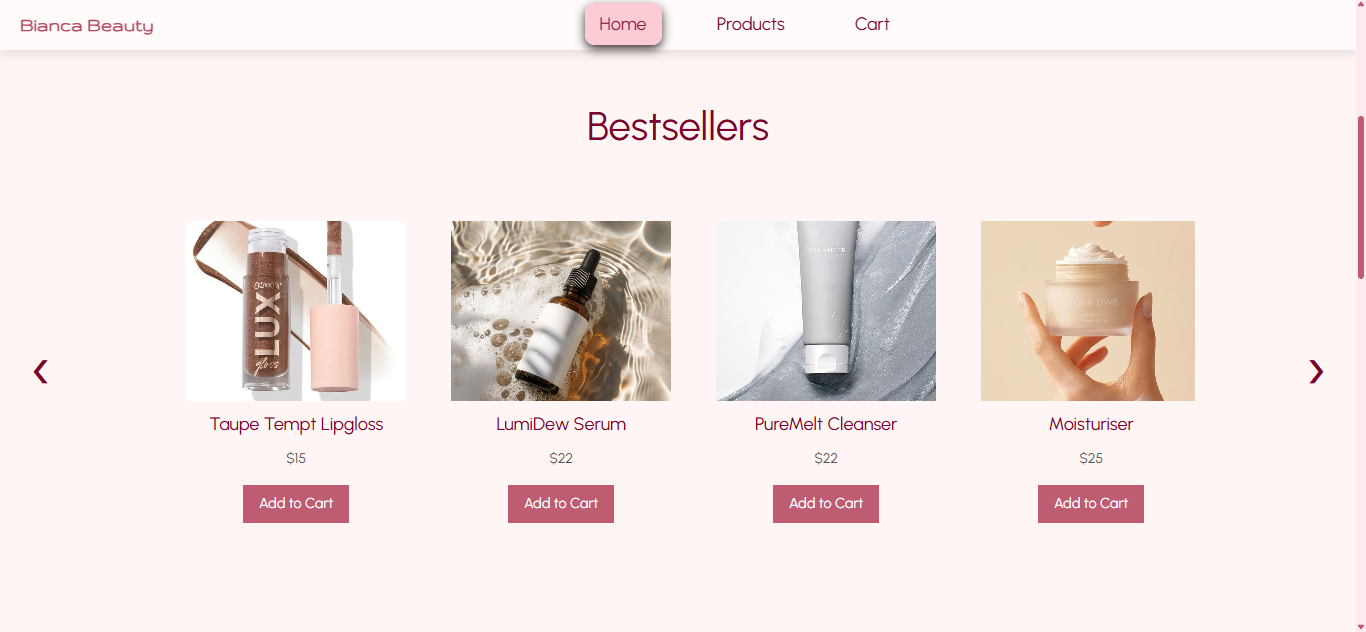 Bianca Beauty
Home
Products
Cart
Bestsellers
LUX
gloss
Taupe Tempt Lipgloss
LumiDew Serum
PureMelt Cleanser
Moisturiser
$15
$22
$22
$25
Add to Cart
Add to Cart
Add to Cart
Add to Cart